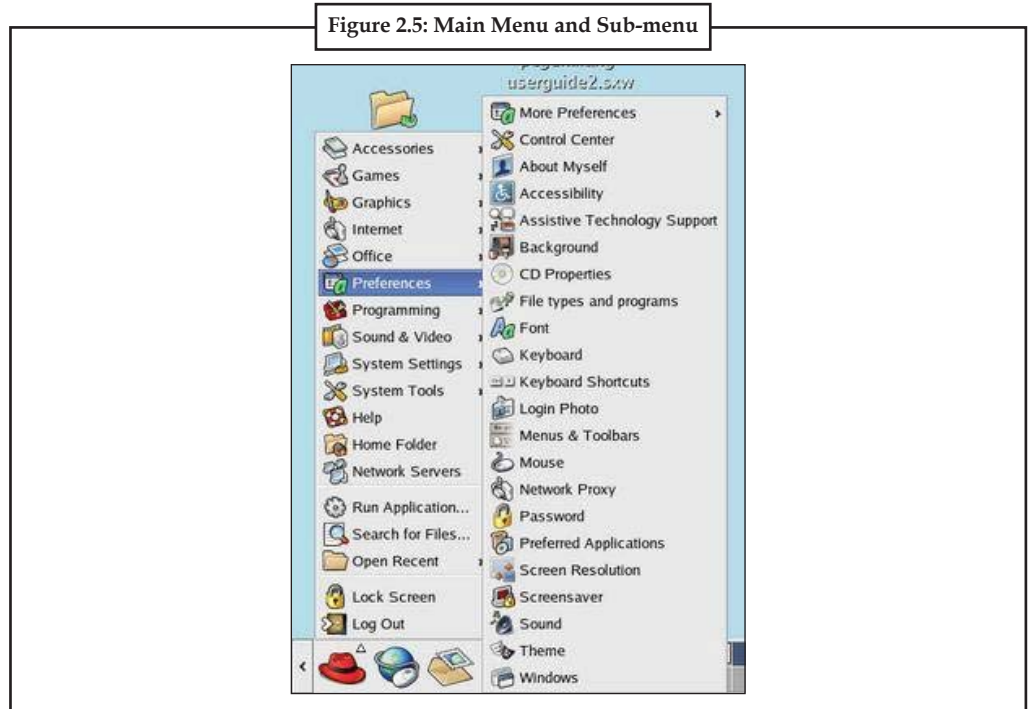 Figure 2.5: Main Menu and Sub-menu
userguide2.sxw
Accessories
Games
Graphics
Internet
Office
Preferences
Programming
Sound & Video
System Settings
System Tools
Help
Home Folder
Network Servers
Run Application...
Search for Files...
Open Recent
Lock Screen
Log Out
More Preferences
Control Center
About Myself
Accessibility
Assistive Technology Support
Background
CD Properties
File types and programs
Font
Keyboard
Keyboard Shortcuts
Login Photo
Menus & Toolbars
Mouse
Network Proxy
Password
Preferred Applications
Screen Resolution
Screensaver
Sound
Theme
Windows